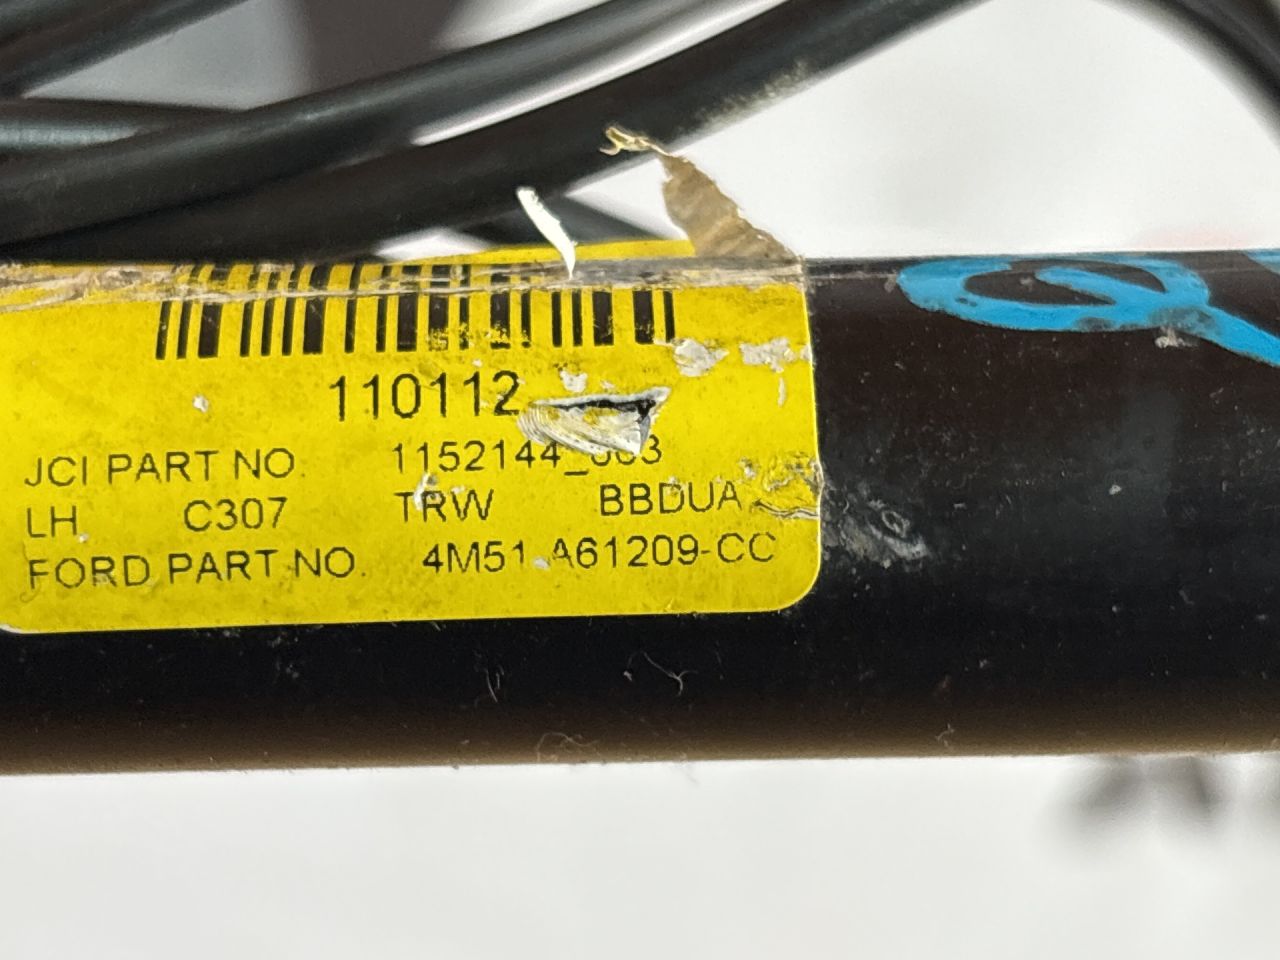 110112
JCI PART NO.
LH C307 TRW BBDUA
FORD PART NO. 4M51-A61209-CC